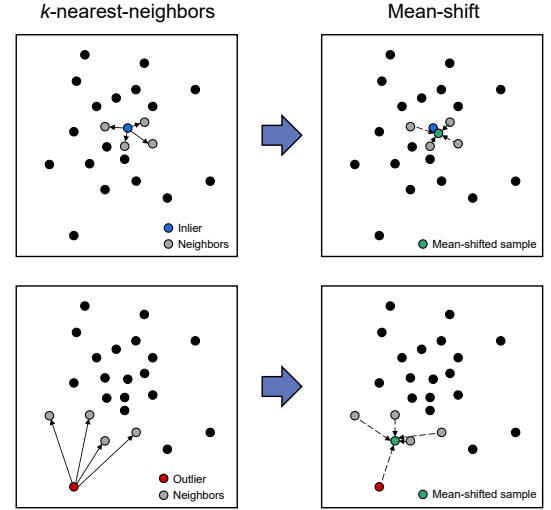 k-nearest-neighbors
Mean-shift
Inlier
Neighbors
Mean-shifted sample
Outlier
Neighbors
Mean-shifted sample